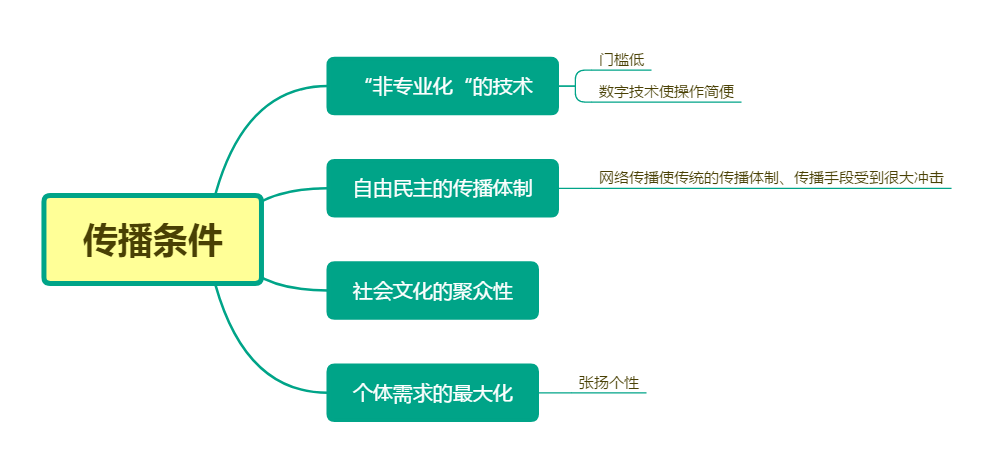 传播条件
“非专业化“的技术
门槛低
数字技术使操作简便
自由民主的传播体制
网络传播使传统的传播体制、传播手段受到很大冲击
社会文化的聚众性
个体需求的最大化
张扬个性